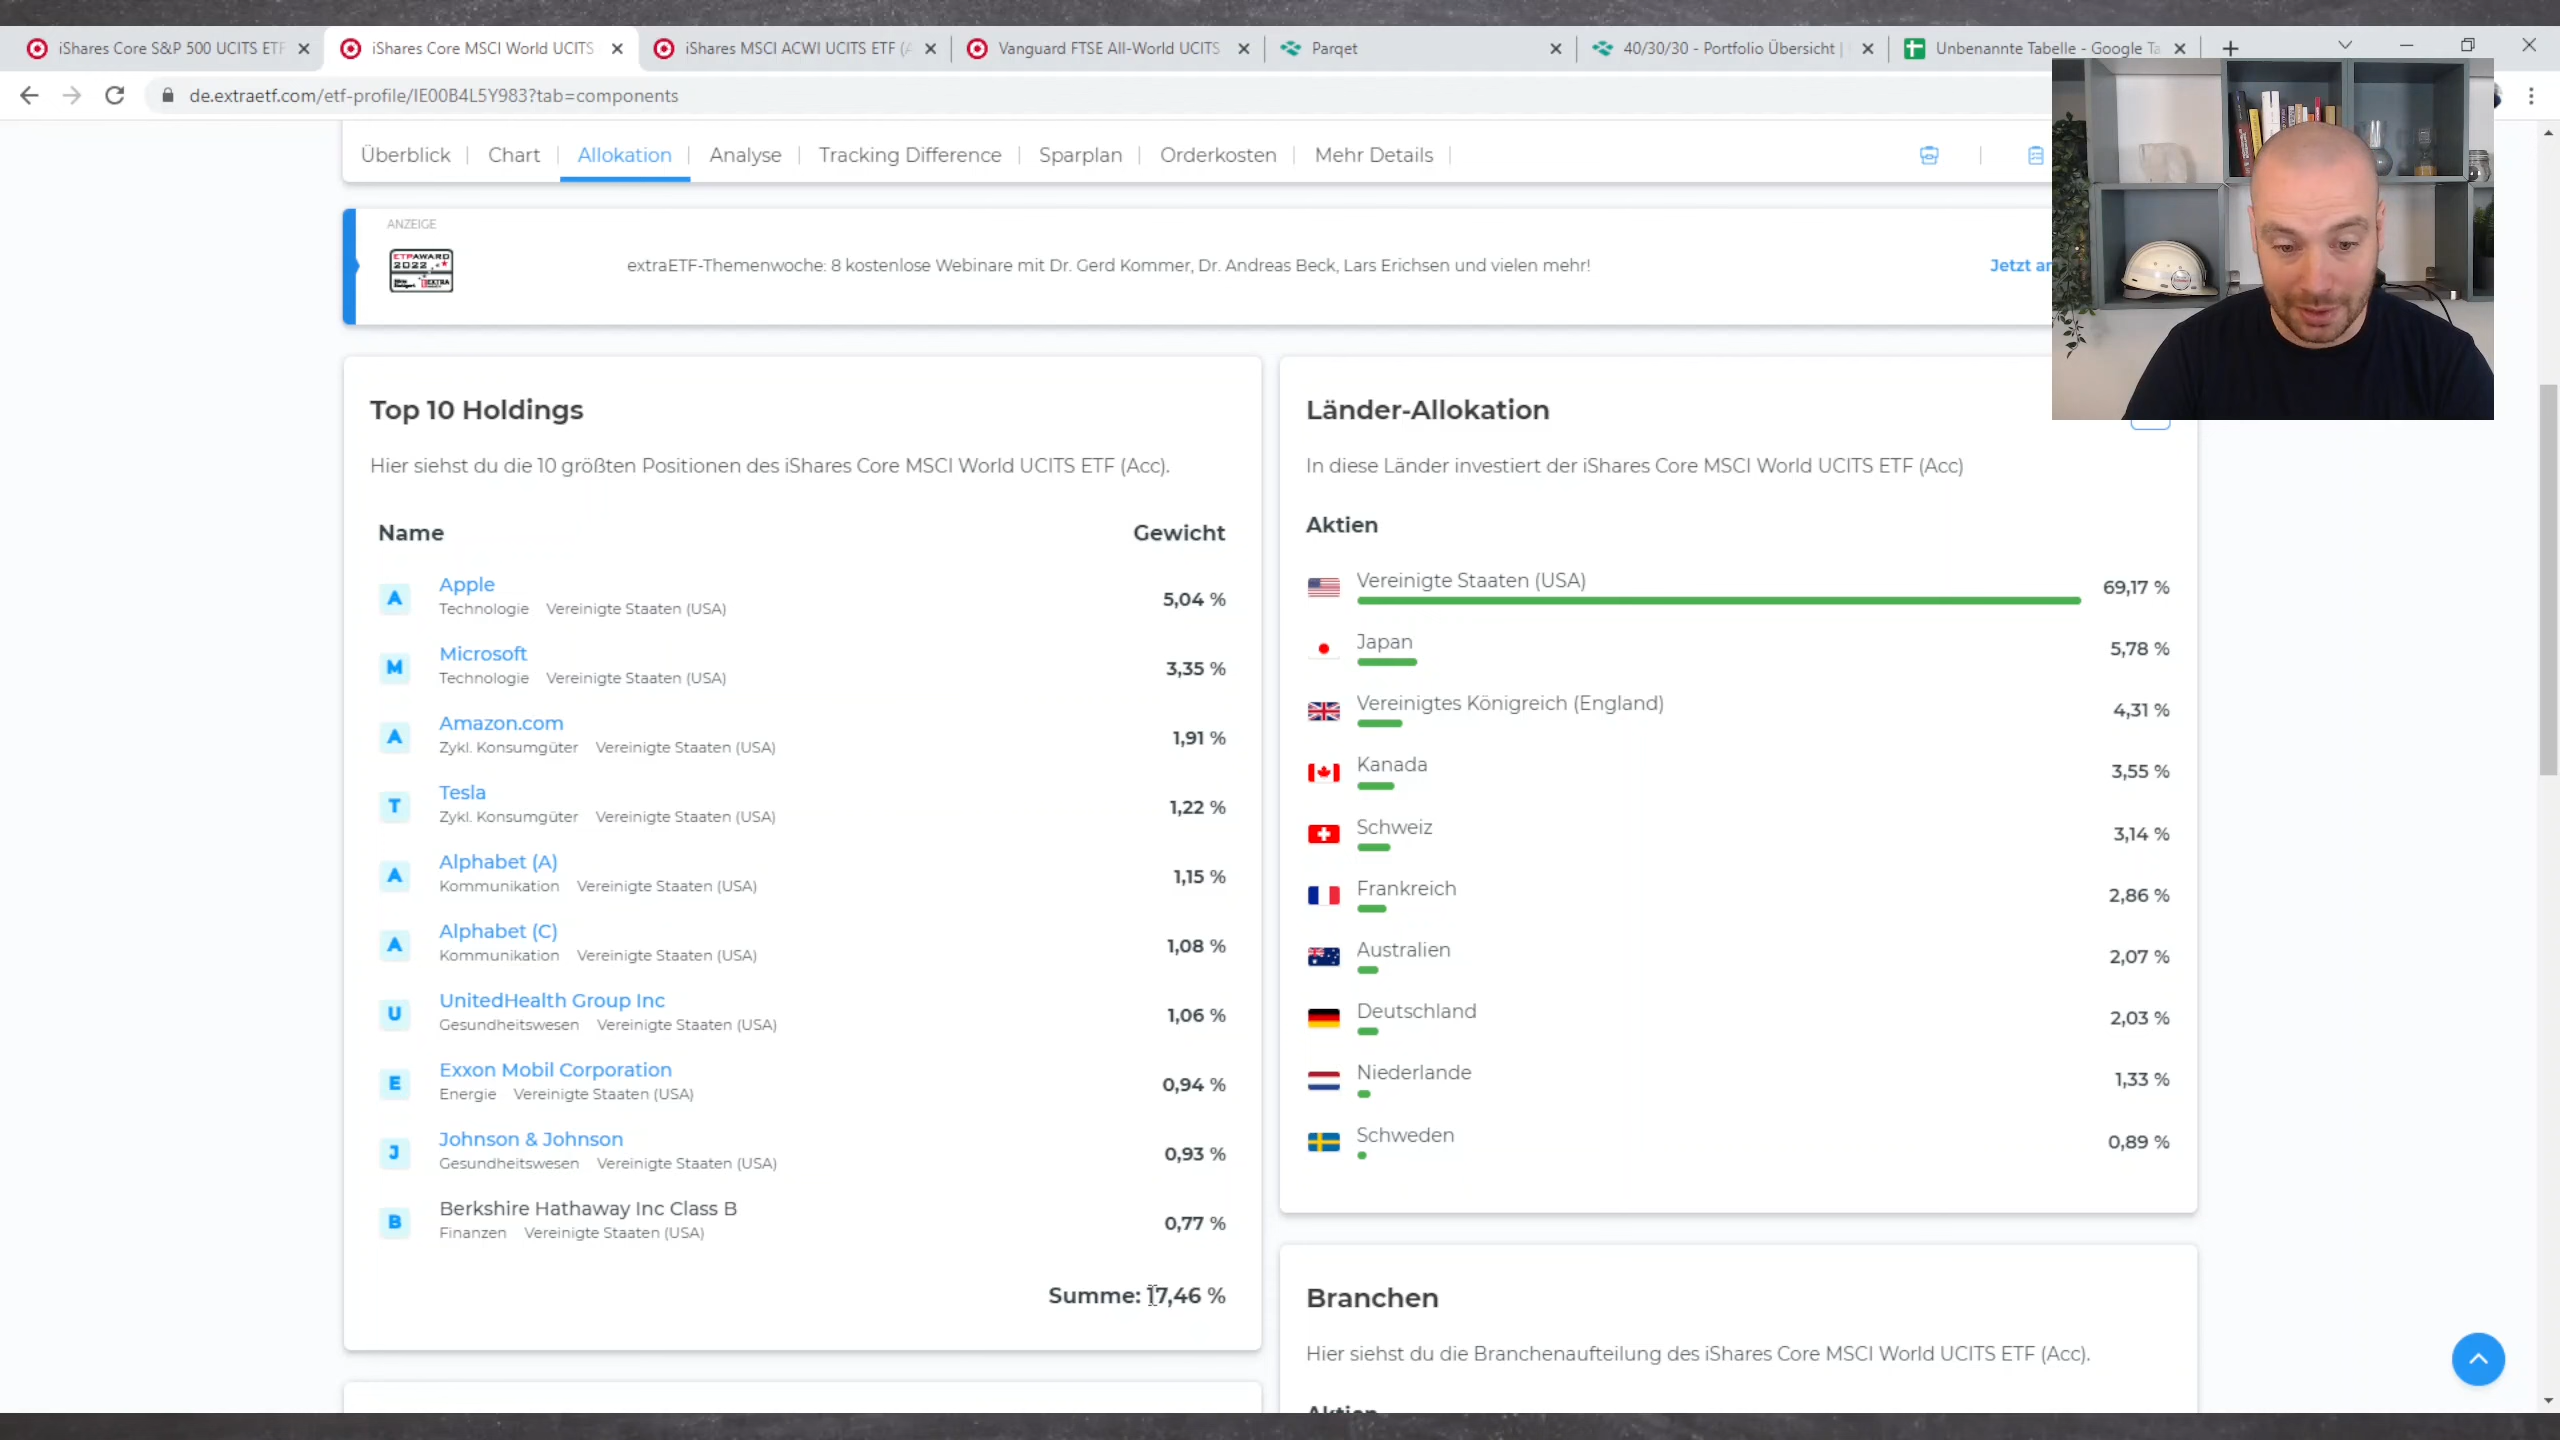 iShares Core S&P 500 UCITS ETF
iShares Core MSCI World UCITS
iShares MSCI ACWI UCITS ETF (A
Vanguard FTSE All-World UCITS
Parqet
40/30/30 - Portfolio Übersicht |
Unbenannte Tabelle - Google Ta
de.extraetf.com/etf-profile/IE00B4L5Y983?tab=components
Überblick
Chart
Allokation
Analyse
Tracking Difference
Sparplan
Orderkosten
Mehr Details
ANZEIGE
ETP AWARD
2022
EXTRA
extraETF-Themenwoche: 8 kostenlose Webinare mit Dr. Gerd Kommer, Dr. Andreas Beck, Lars Erichsen und vielen mehr!
Jetzt an
Top 10 Holdings
Hier siehst du die 10 größten Positionen des iShares Core MSCI World UCITS ETF (Acc).
Name Gewicht
A Apple 5,04 %
Technologie Vereinigte Staaten (USA)
M Microsoft 3,35 %
Technologie Vereinigte Staaten (USA)
A Amazon.com 1,91 %
Zykl. Konsumgüter Vereinigte Staaten (USA)
T Tesla 1,22 %
Zykl. Konsumgüter Vereinigte Staaten (USA)
A Alphabet (A) 1,15 %
Kommunikation Vereinigte Staaten (USA)
A Alphabet (C) 1,08 %
Kommunikation Vereinigte Staaten (USA)
U UnitedHealth Group Inc 1,06 %
Gesundheitswesen Vereinigte Staaten (USA)
E Exxon Mobil Corporation 0,94 %
Energie Vereinigte Staaten (USA)
J Johnson & Johnson 0,93 %
Gesundheitswesen Vereinigte Staaten (USA)
B Berkshire Hathaway Inc Class B 0,77 %
Finanzen Vereinigte Staaten (USA)
Summe: 17,46 %
Länder-Allokation
In diese Länder investiert der iShares Core MSCI World UCITS ETF (Acc)
Aktien
Vereinigte Staaten (USA) 69,17 %
Japan 5,78 %
Vereinigtes Königreich (England) 4,31 %
Kanada 3,55 %
Schweiz 3,14 %
Frankreich 2,86 %
Australien 2,07 %
Deutschland 2,03 %
Niederlande 1,33 %
Schweden 0,89 %
Branchen
Hier siehst du die Branchenaufteilung des iShares Core MSCI World UCITS ETF (Acc).
Aktien